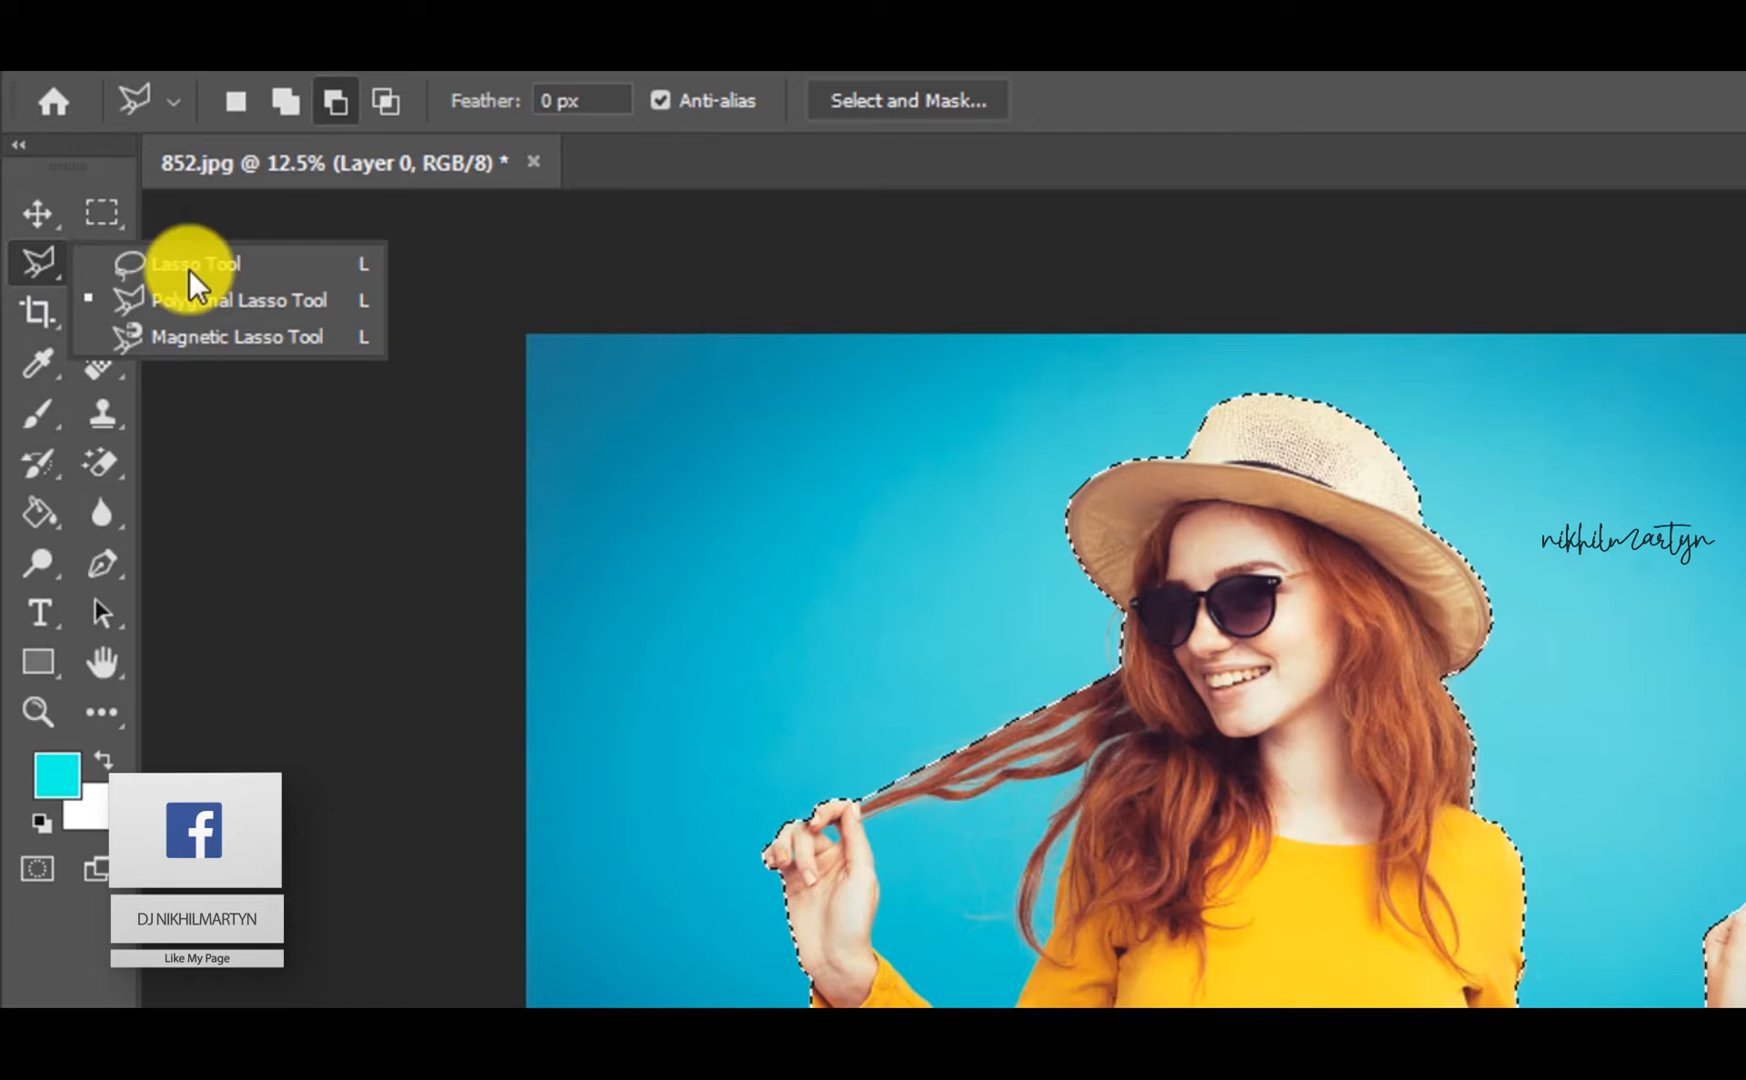 Feather: 0 px Anti-alias Select and Mask...
852.jpg @ 12.5% (Layer 0, RGB/8) *
Lasso Tool L
Polygonal Lasso Tool L
Magnetic Lasso Tool L
nikhilmartyn
DJ NIKHILMARTYN
Like My Page